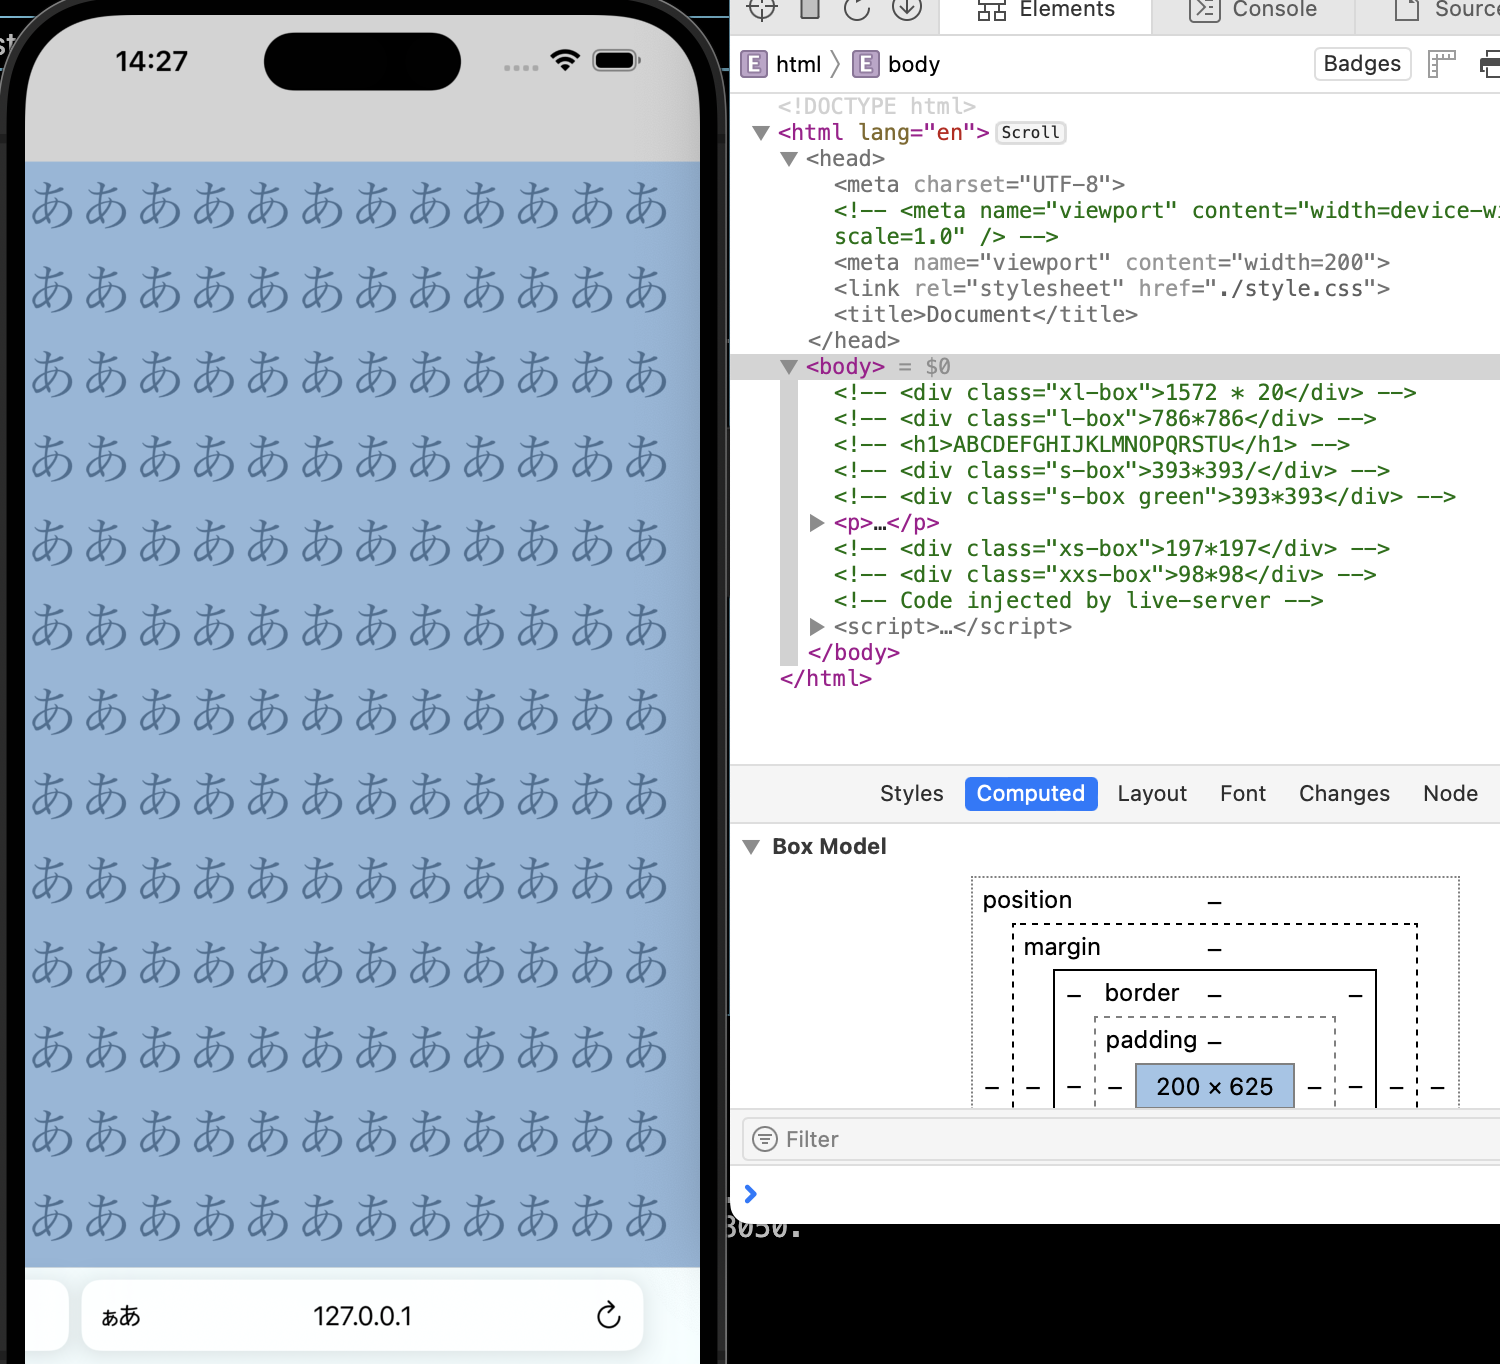 st
14:27
ああああああああああああ
ああああああああああああ
ああああああああああああ
ああああああああああああ
ああああああああああああ
ああああああああああああ
ああああああああああああ
ああああああああああああ
ああああああああああああ
ああああああああああああ
ああああああああああああ
ああああああああああああ
ああああああああああああ
ぁあ 127.0.0.1
Elements Console Sourc
E html E body Badges
<!DOCTYPE html>
<html lang="en"> Scroll
<head>
<meta charset="UTF-8">
<!-- <meta name="viewport" content="width=device-wi
scale=1.0" /> -->
<meta name="viewport" content="width=200">
<link rel="stylesheet" href="./style.css">
<title>Document</title>
</head>
<body> = $0
<!-- <div class="xl-box">1572 * 20</div> -->
<!-- <div class="l-box">786*786</div> -->
<!-- <h1>ABCDEFGHIJKLMNOPQRSTU</h1> -->
<!-- <div class="s-box">393*393/</div> -->
<!-- <div class="s-box green">393*393</div> -->
<p>…</p>
<!-- <div class="xs-box">197*197</div> -->
<!-- <div class="xxs-box">98*98</div> -->
<!-- Code injected by live-server -->
<script>…</script>
</body>
</html>
Styles Computed Layout Font Changes Node
Box Model
position –
margin –
– border – –
padding –
– – – – 200 × 625 – – – –
Filter
8050.